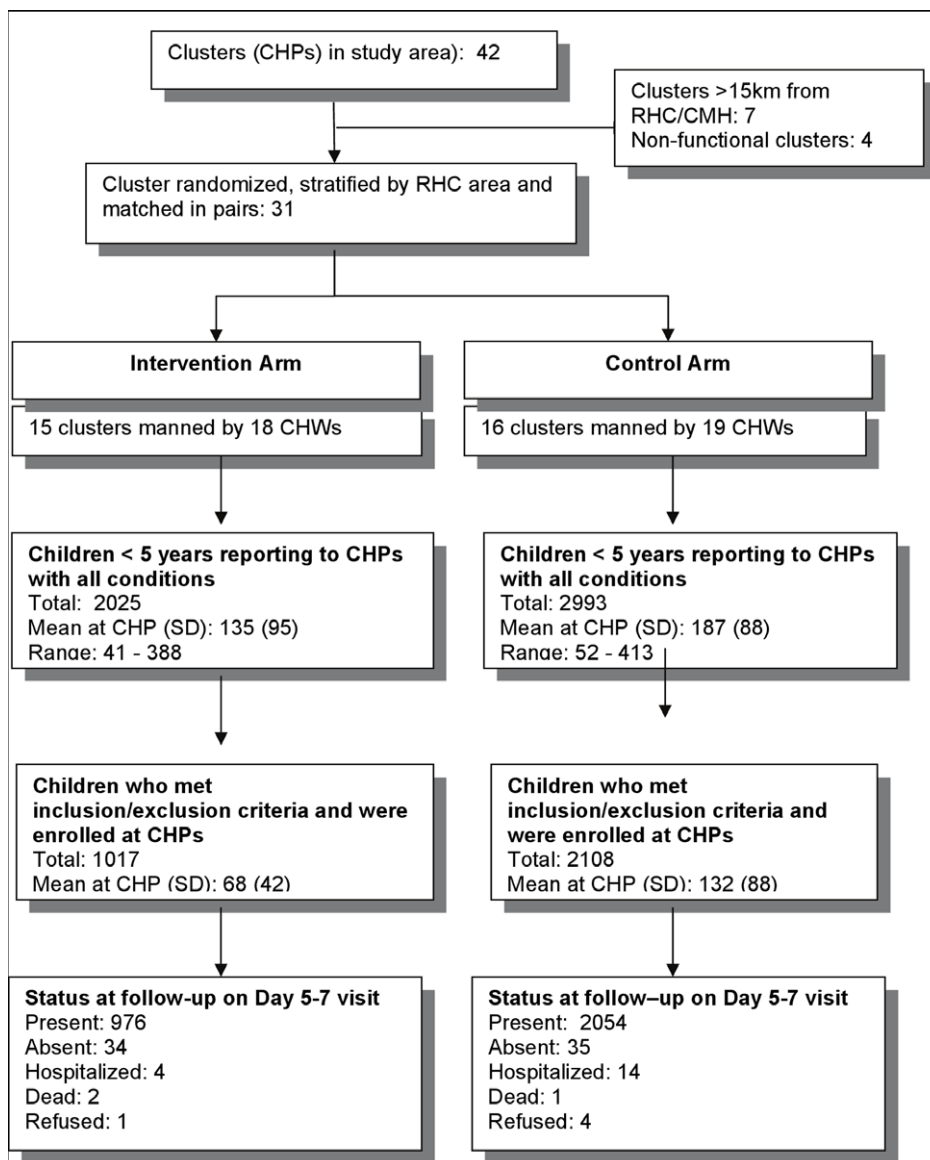 Clusters (CHPs) in study area): 42
Clusters >15km from
RHC/CMH: 7
Non-functional clusters: 4
Cluster randomized, stratified by RHC area and
matched in pairs: 31
Intervention Arm
Control Arm
15 clusters manned by 18 CHWs
16 clusters manned by 19 CHWs
Children < 5 years reporting to CHPs
with all conditions
Total: 2025
Mean at CHP (SD): 135 (95)
Range: 41 - 388
Children < 5 years reporting to CHPs
with all conditions
Total: 2993
Mean at CHP (SD): 187 (88)
Range: 52 - 413
Children who met
inclusion/exclusion criteria and were
enrolled at CHPs
Total: 1017
Mean at CHP (SD): 68 (42)
Children who met
inclusion/exclusion criteria and
were enrolled at CHPs
Total: 2108
Mean at CHP (SD): 132 (88)
Status at follow-up on Day 5-7 visit
Present: 976
Absent: 34
Hospitalized: 4
Dead: 2
Refused: 1
Status at follow–up on Day 5-7 visit
Present: 2054
Absent: 35
Hospitalized: 14
Dead: 1
Refused: 4